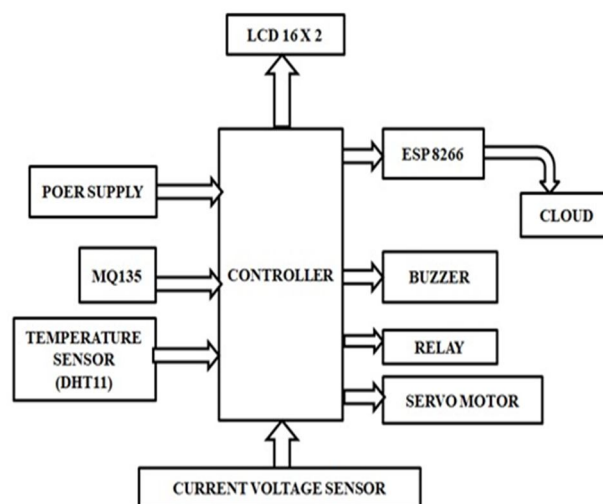 LCD 16 X 2
ESP 8266
POER SUPPLY
CLOUD
MQ135
CONTROLLER
BUZZER
TEMPERATURE
SENSOR
(DHT11)
RELAY
SERVO MOTOR
CURRENT VOLTAGE SENSOR